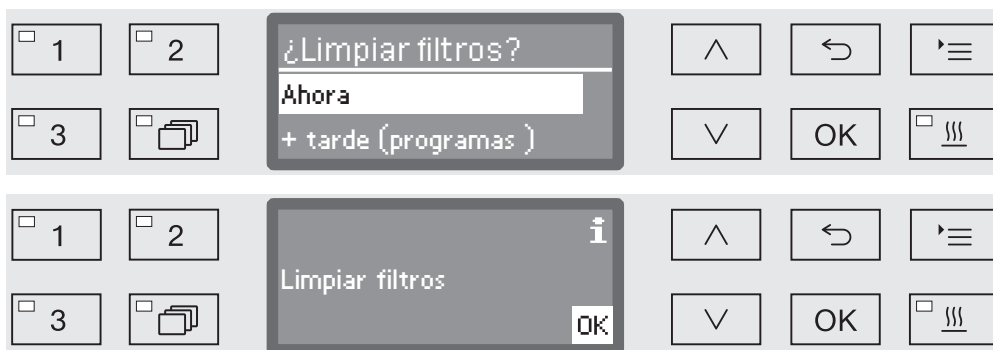 1 2 ¿Limpiar filtros?
Ahora
3 + tarde (programas ) OK
1 2 i
Limpiar filtros
3 OK OK